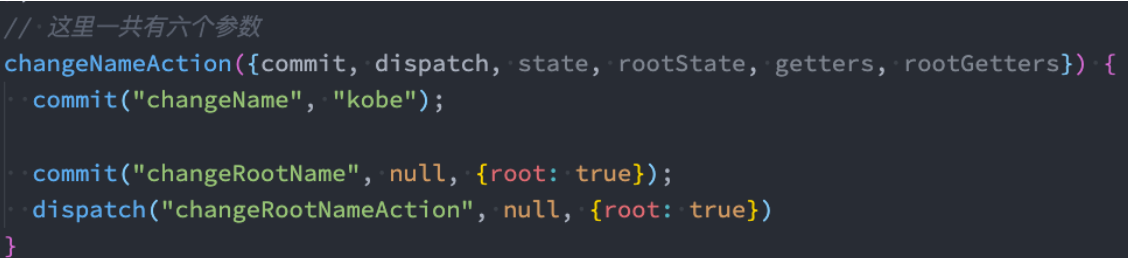 // 这里一共有六个参数
changeNameAction({commit, dispatch, state, rootState, getters, rootGetters}) {
  commit("changeName", "kobe");
  commit("changeRootName", null, {root: true});
  dispatch("changeRootNameAction", null, {root: true})
}